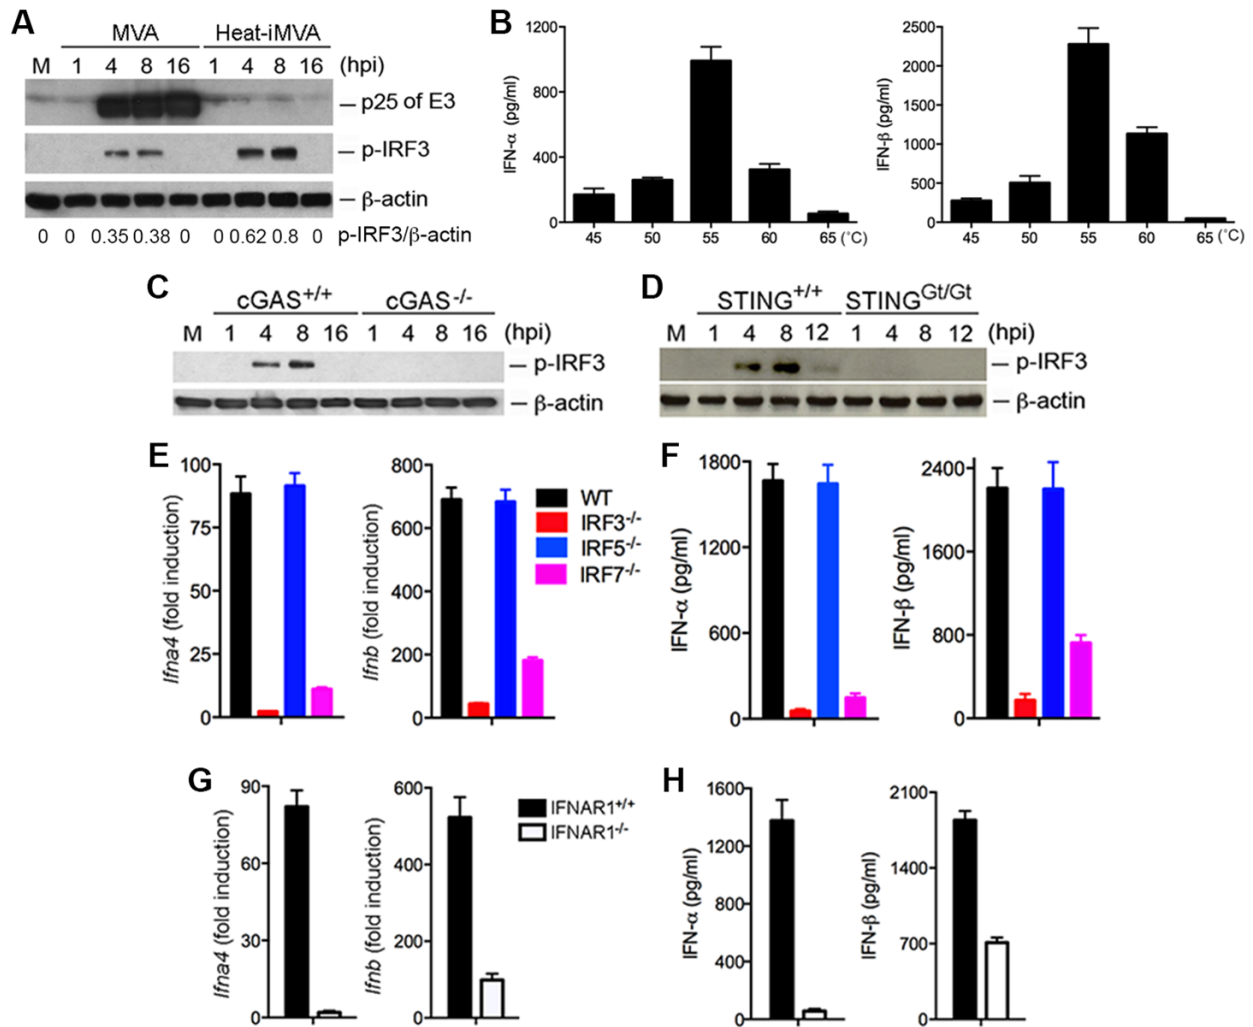 A
MVA Heat-iMVA
M 1 4 8 16 1 4 8 16 (hpi)
p25 of E3
p-IRF3
β-actin
0 0 0.35 0.38 0 0 0.62 0.8 0 p-IRF3/β-actin
B
IFN-α (pg/ml)
1200
800
400
0
45 50 55 60 65 (°C)
IFN-β (pg/ml)
2500
2000
1500
1000
500
0
45 50 55 60 65 (°C)
C
cGAS+/+ cGAS-/-
M 1 4 8 16 1 4 8 16 (hpi)
p-IRF3
β-actin
D
STING+/+ STINGGt/Gt
M 1 4 8 12 1 4 8 12 (hpi)
p-IRF3
β-actin
E
Ifna4 (fold induction)
100
75
50
25
0
Ifnb (fold induction)
800
600
400
200
0
WT
IRF3-/-
IRF5-/-
IRF7-/-
F
IFN-α (pg/ml)
1800
1200
600
0
IFN-β (pg/ml)
2400
1600
800
0
G
Ifna4 (fold induction)
90
60
30
0
Ifnb (fold induction)
600
400
200
0
IFNAR1+/+
IFNAR1-/-
H
IFN-α (pg/ml)
1600
1200
800
400
0
IFN-β (pg/ml)
2100
1400
700
0